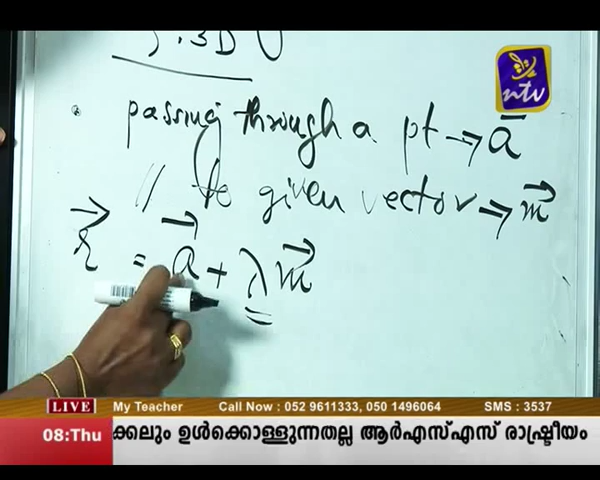 ntv
passing through a pt → a
// to given vector → m
r = a + λm
LIVE My Teacher Call Now : 052 9611333, 050 1496064 SMS : 3537
08:Thu ക്കലും ഉൾക്കൊള്ളുന്നതല്ല ആർഎസ്എസ് രാഷ്ട്രീയം